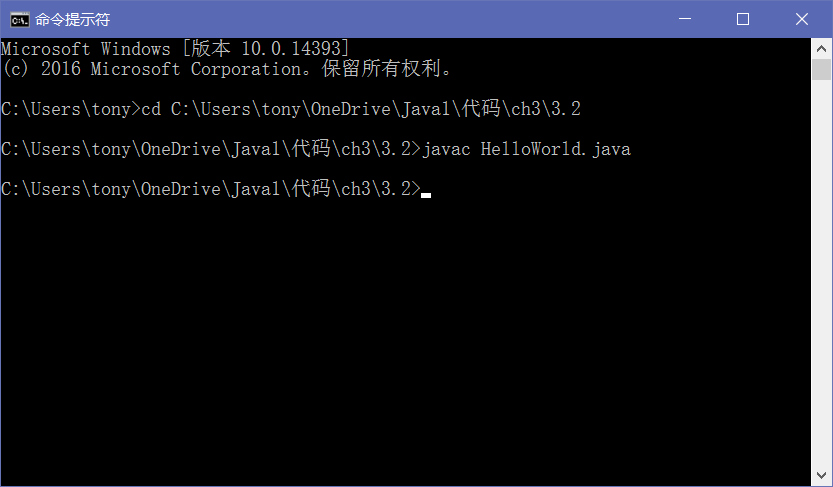 命令提示符
Microsoft Windows [版本 10.0.14393]
(c) 2016 Microsoft Corporation。保留所有权利。
C:\Users\tony>cd C:\Users\tony\OneDrive\Java1\代码\ch3\3.2
C:\Users\tony\OneDrive\Java1\代码\ch3\3.2>javac HelloWorld.java
C:\Users\tony\OneDrive\Java1\代码\ch3\3.2>